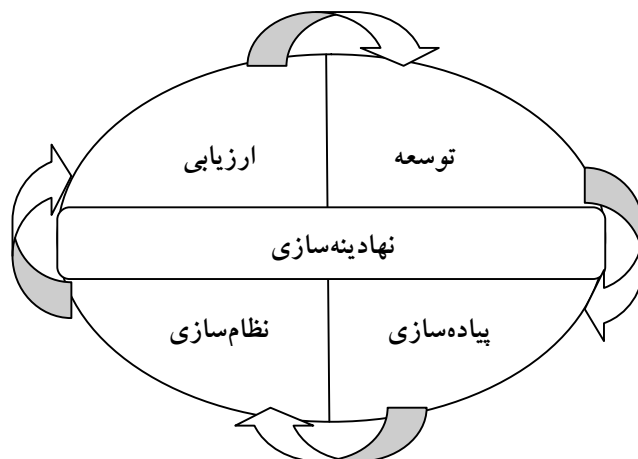 توسعه
ارزیابی
نهادینه‌سازی
پیاده‌سازی
نظام‌سازی